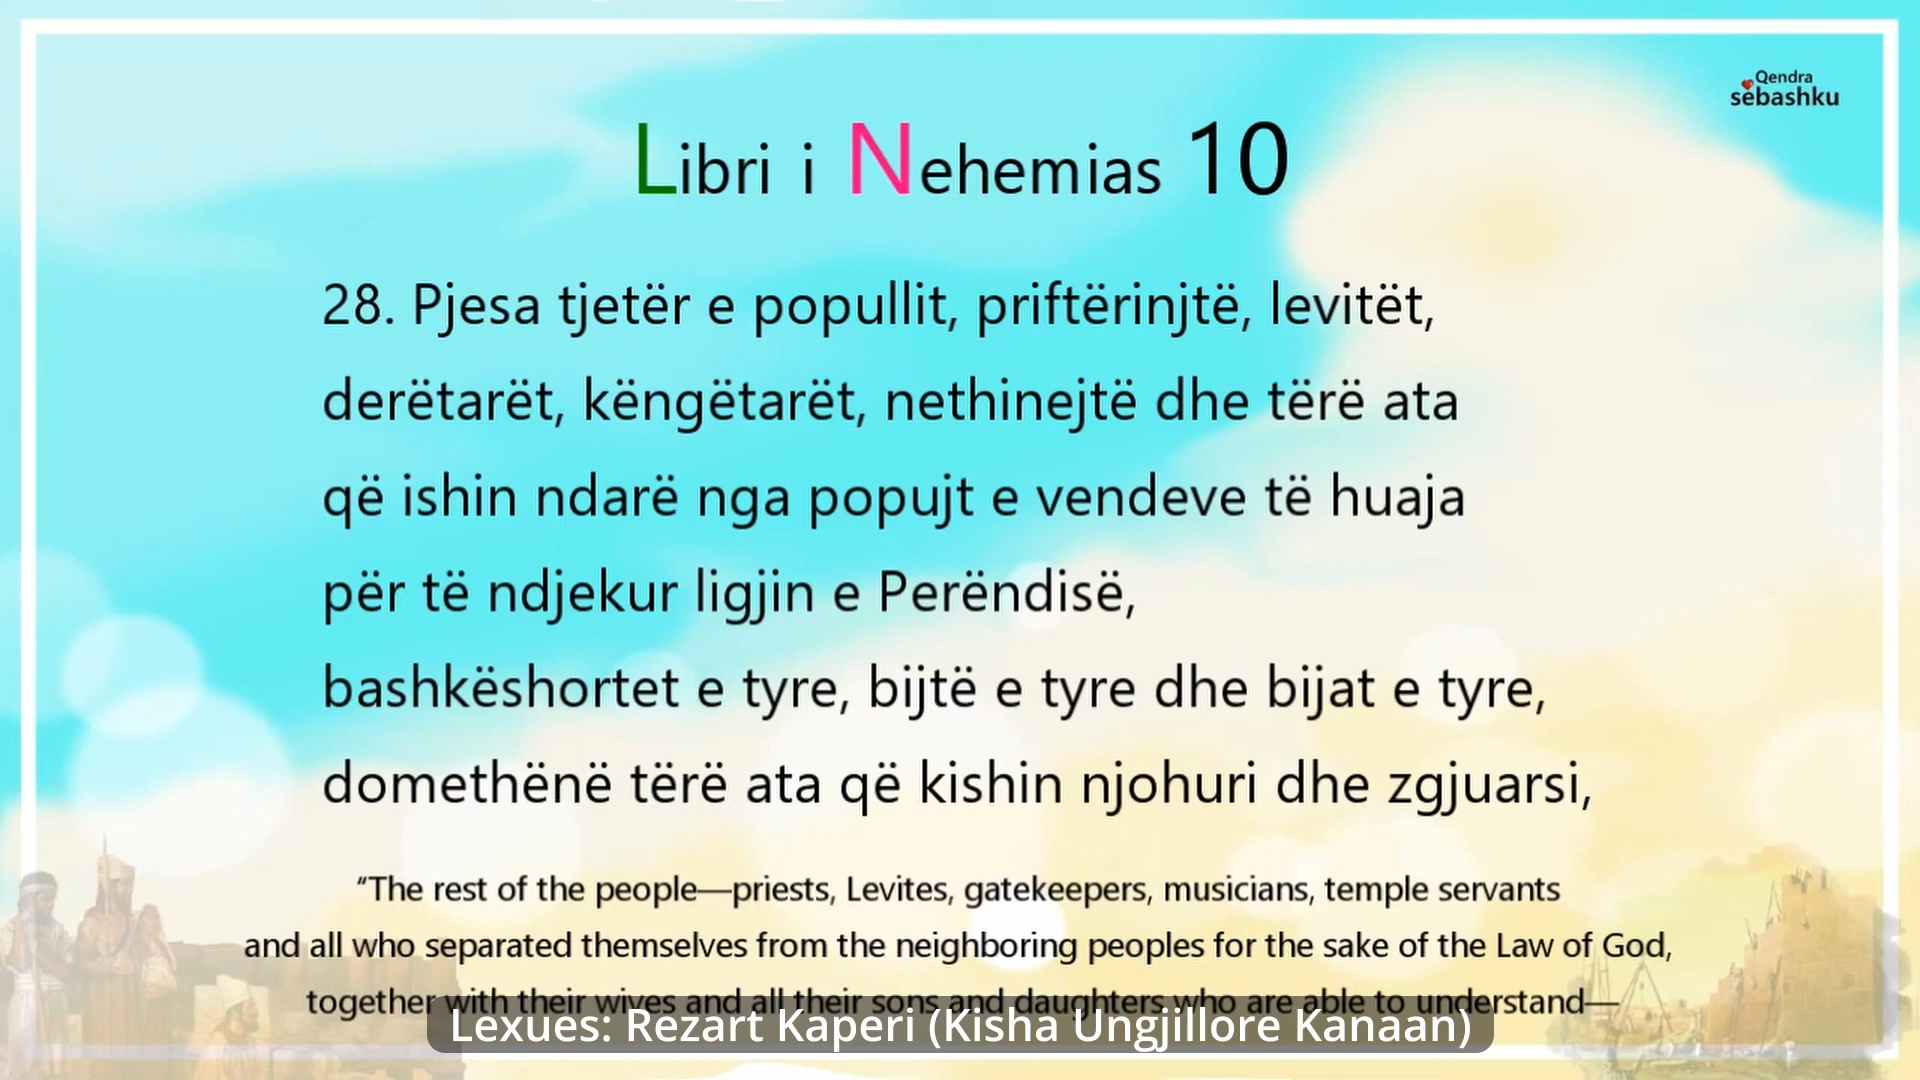 Qendra
sëbashku
Libri i Nehemias 10
28. Pjesa tjetër e popullit, priftërinjtë, levitët,
derëtarët, këngëtarët, nethinejtë dhe tërë ata
që ishin ndarë nga popujt e vendeve të huaja
për të ndjekur ligjin e Perëndisë,
bashkëshortet e tyre, bijtë e tyre dhe bijat e tyre,
domethënë tërë ata që kishin njohuri dhe zgjuarsi,
“The rest of the people—priests, Levites, gatekeepers, musicians, temple servants
and all who separated themselves from the neighboring peoples for the sake of the Law of God,
together with their wives and all their sons and daughters who are able to understand—
Lexues: Rezart Kaperi (Kisha Ungjillore Kanaan)